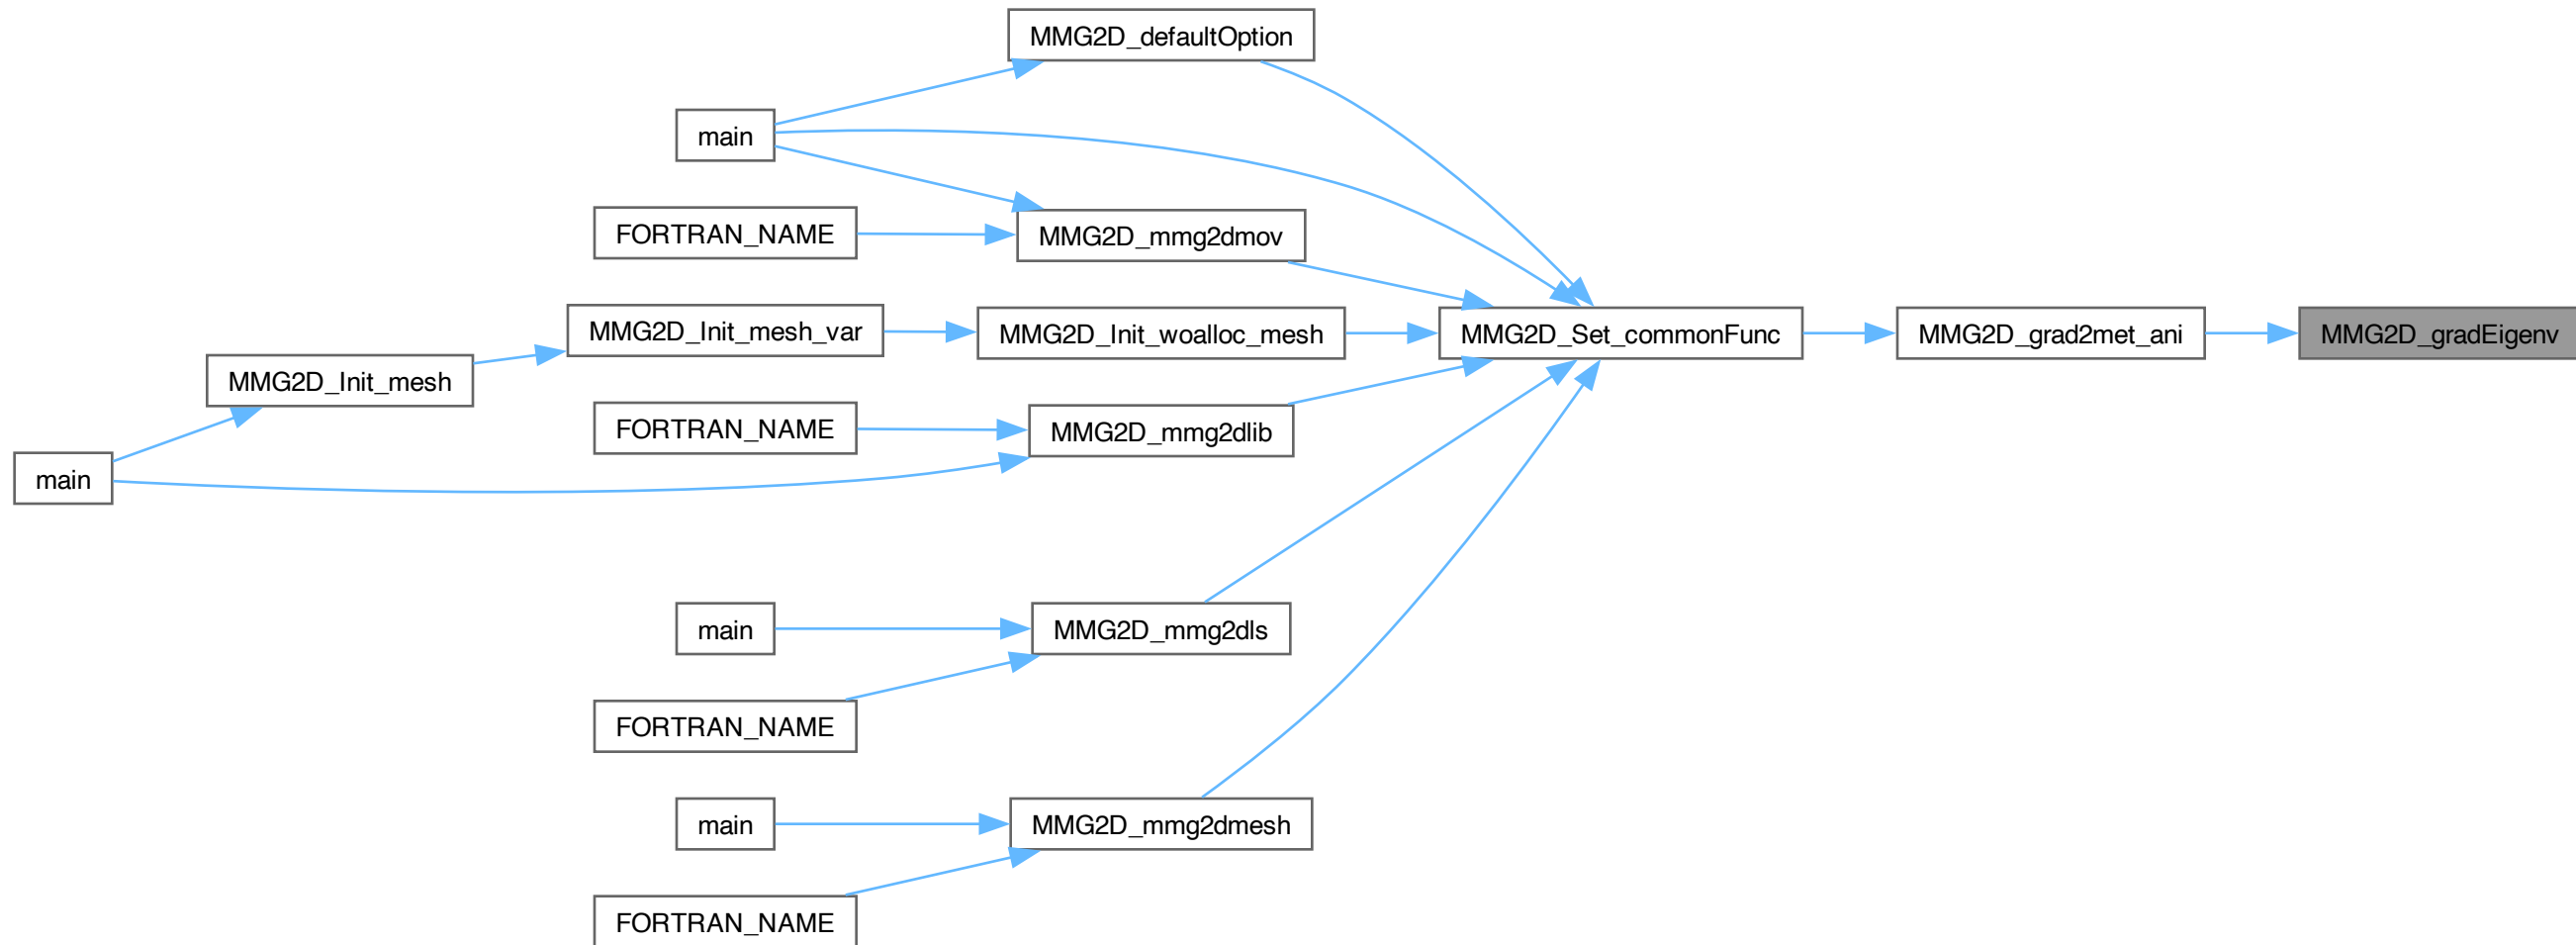 MMG2D_defaultOption
main
MMG2D_mmg2dmov
FORTRAN_NAME
MMG2D_Init_mesh_var
MMG2D_Init_woalloc_mesh
MMG2D_Set_commonFunc
MMG2D_grad2met_ani
MMG2D_gradEigenv
MMG2D_Init_mesh
FORTRAN_NAME
MMG2D_mmg2dlib
main
main
MMG2D_mmg2dls
FORTRAN_NAME
main
MMG2D_mmg2dmesh
FORTRAN_NAME